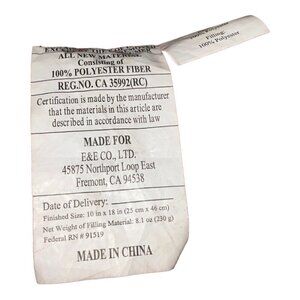 ALL NEW MATERIAL
Consisting of
100% POLYESTER FIBER
REG.NO. CA 35992(RC)
Certification is made by the manufacturer
that the materials in this article are
described in accordance with law
MADE FOR
E&E CO., LTD.
45875 Northport Loop East
Fremont, CA 94538
Date of Delivery:
Finished Size: 10 in x 18 in (25 cm x 46 cm)
Net Weight of Filling Material: 8.1 oz (230 g)
Federal RN # 91519
MADE IN CHINA
100% Polyester
Filling:
100% Polyester